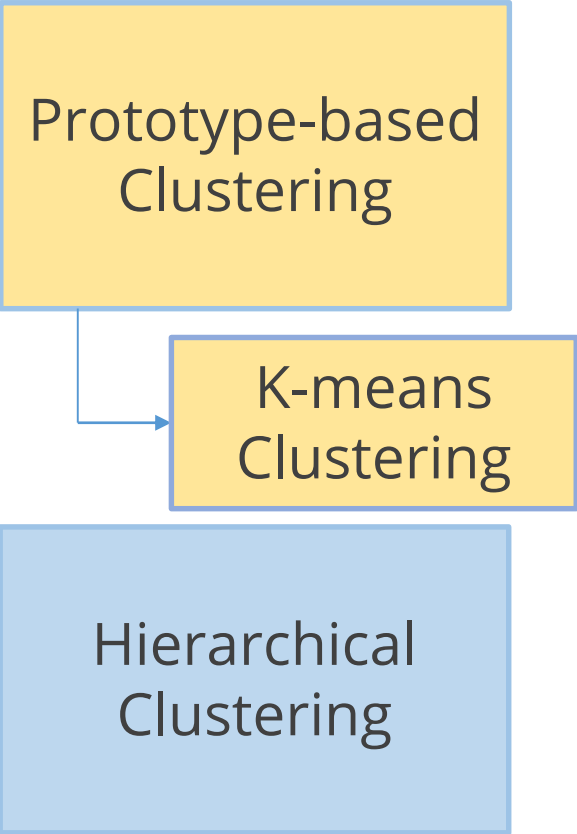 Prototype-based
Clustering
K-means
Clustering
Hierarchical
Clustering